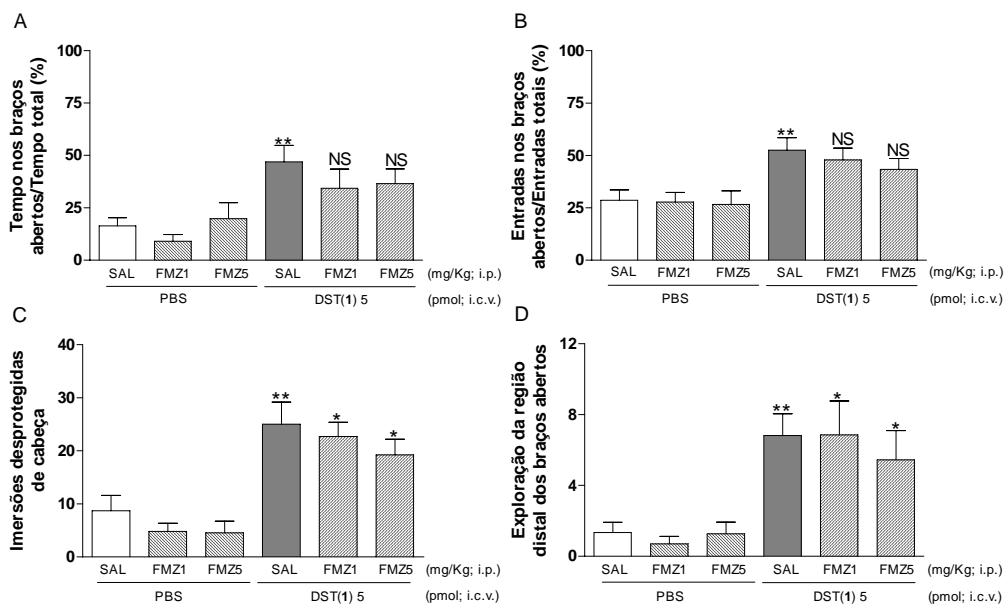 A
Tempo nos braços
abertos/Tempo total (%)
100
75
50
25
0
**
NS
NS
SAL FMZ1 FMZ5 SAL FMZ1 FMZ5 (mg/Kg; i.p.)
PBS DST(1) 5 (pmol; i.c.v.)
B
Entradas nos braços
abertos/Entradas totais (%)
100
75
50
25
0
**
NS
NS
SAL FMZ1 FMZ5 SAL FMZ1 FMZ5 (mg/Kg; i.p.)
PBS DST(1) 5 (pmol; i.c.v.)
C
Imersões desprotegidas
de cabeça
40
30
20
10
0
**
*
*
SAL FMZ1 FMZ5 SAL FMZ1 FMZ5 (mg/Kg; i.p.)
PBS DST(1) 5 (pmol; i.c.v.)
D
Exploração da região
distal dos braços abertos
12
8
4
0
**
*
*
SAL FMZ1 FMZ5 SAL FMZ1 FMZ5 (mg/Kg; i.p.)
PBS DST(1) 5 (pmol; i.c.v.)